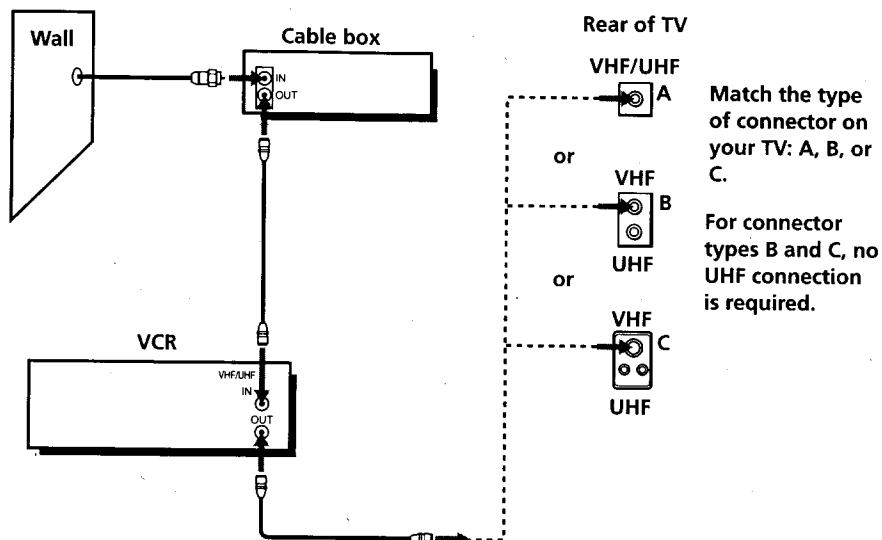 Wall
Cable box
IN
OUT
VCR
VHF/UHF
IN
OUT
Rear of TV
VHF/UHF
A
or
VHF
B
UHF
or
VHF
C
UHF
Match the type
of connector on
your TV: A, B, or
C.
For connector
types B and C, no
UHF connection
is required.